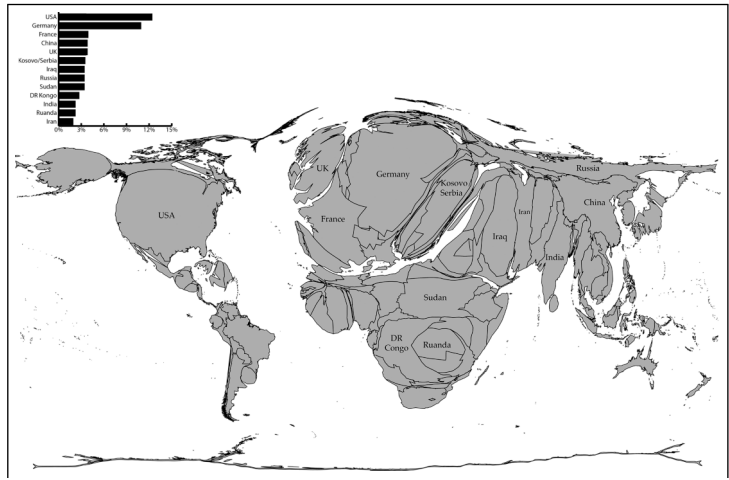 USA
Germany
France
China
UK
Kosovo/Serbia
Iraq
Russia
Sudan
DR Kongo
India
Ruanda
Iran
0% 3% 6% 9% 12% 15%
UK
Germany
Russia
Kosovo
Serbia
China
USA
France
Iraq
Iran
India
Sudan
DR
Congo
Ruanda